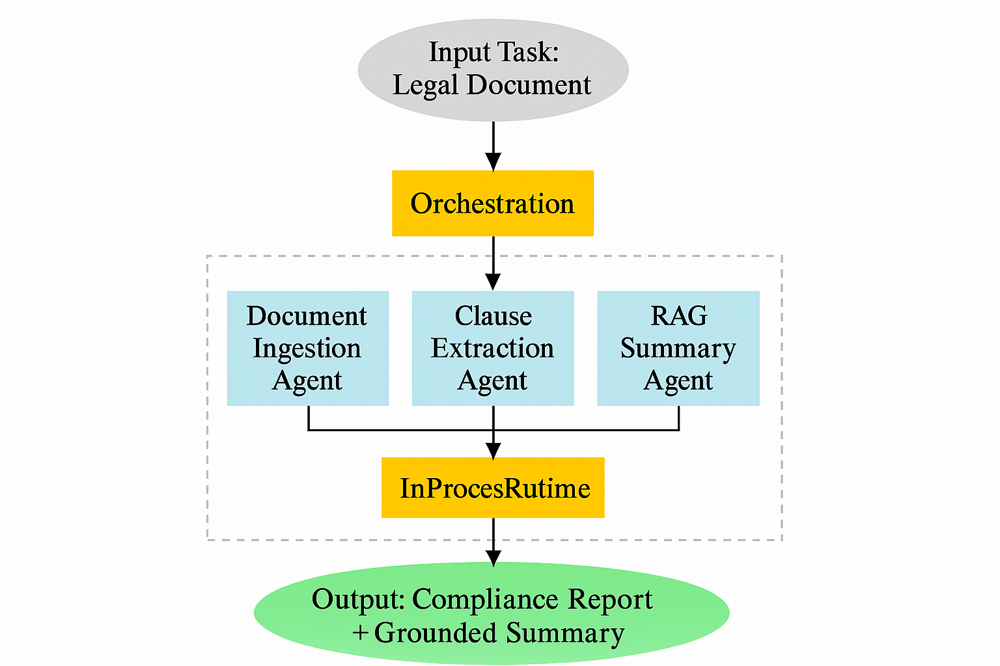 Input Task:
Legal Document
Orchestration
Document
Ingestion
Agent
Clause
Extraction
Agent
RAG
Summary
Agent
InProcesRutime
Output: Compliance Report
+ Grounded Summary